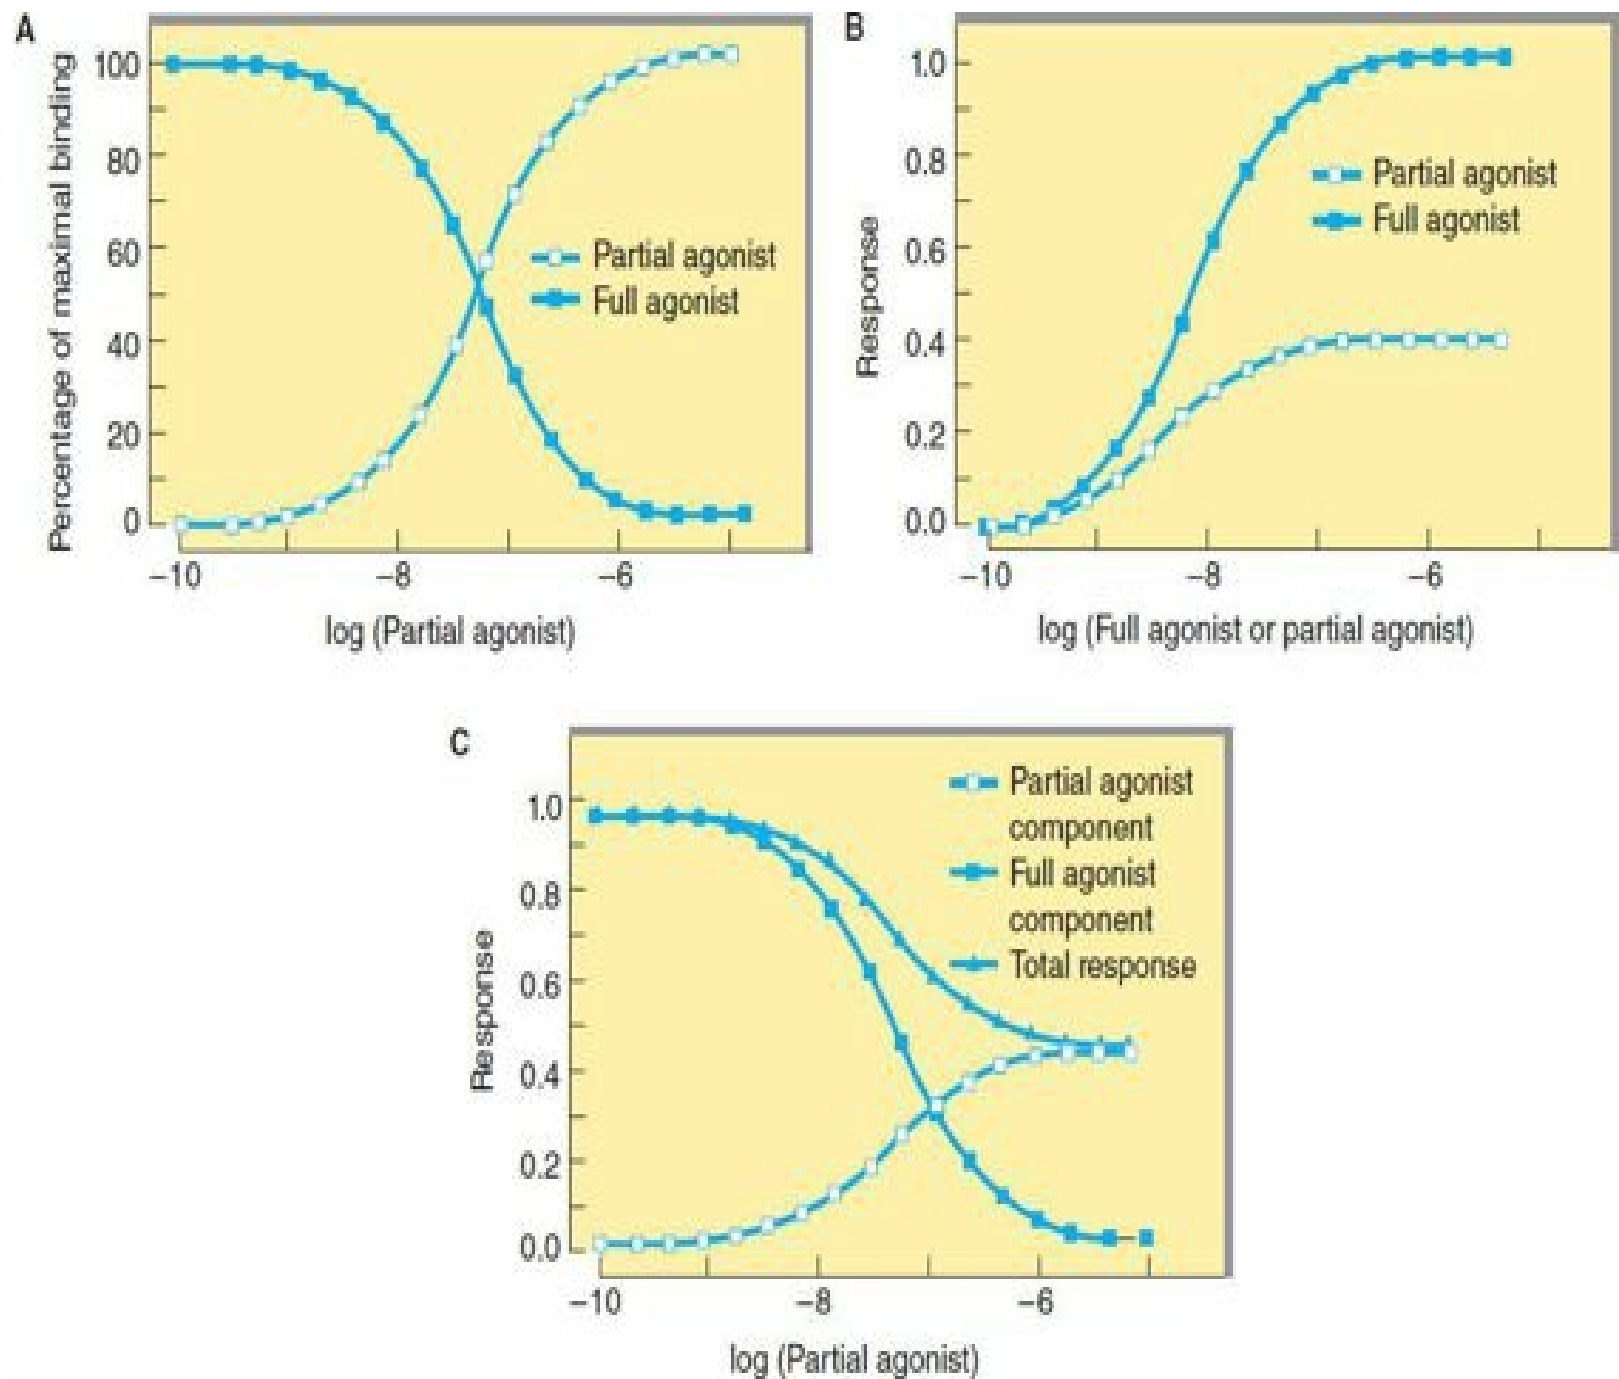 A
Percentage of maximal binding
100
80
60
40
20
0
Partial agonist
Full agonist
–10
–8
–6
log (Partial agonist)
B
Response
1.0
0.8
0.6
0.4
0.2
0.0
Partial agonist
Full agonist
–10
–8
–6
log (Full agonist or partial agonist)
C
Response
1.0
0.8
0.6
0.4
0.2
0.0
Partial agonist
component
Full agonist
component
Total response
–10
–8
–6
log (Partial agonist)